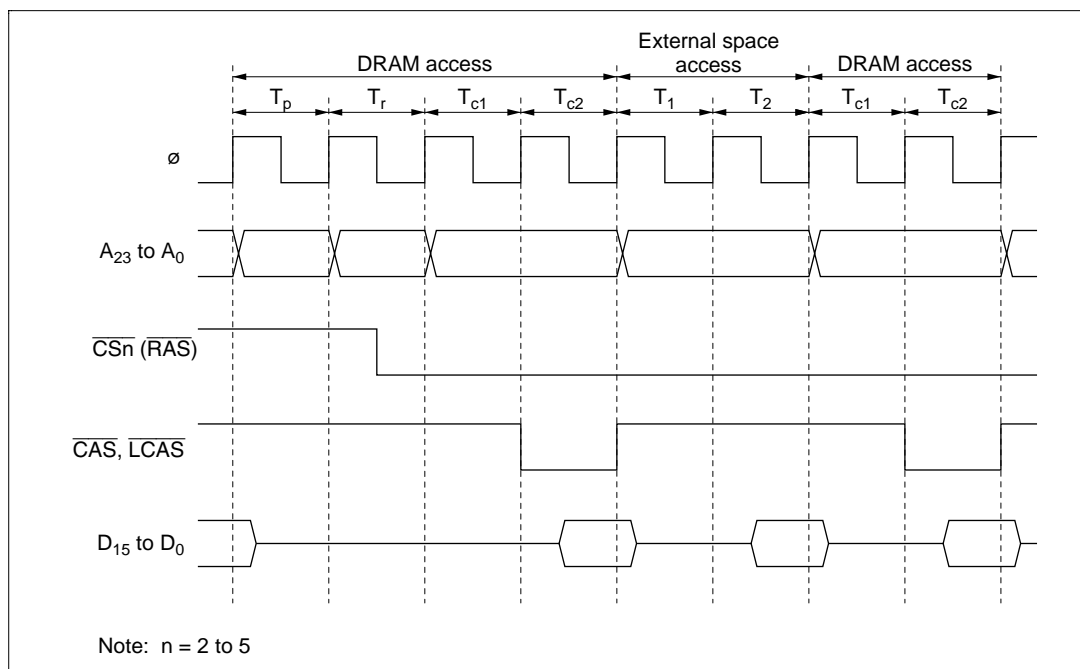 External space
DRAM access access DRAM access
Tp Tr Tc1 Tc2 T1 T2 Tc1 Tc2
ø
A23 to A0
CSn (RAS)
CAS, LCAS
D15 to D0
Note: n = 2 to 5